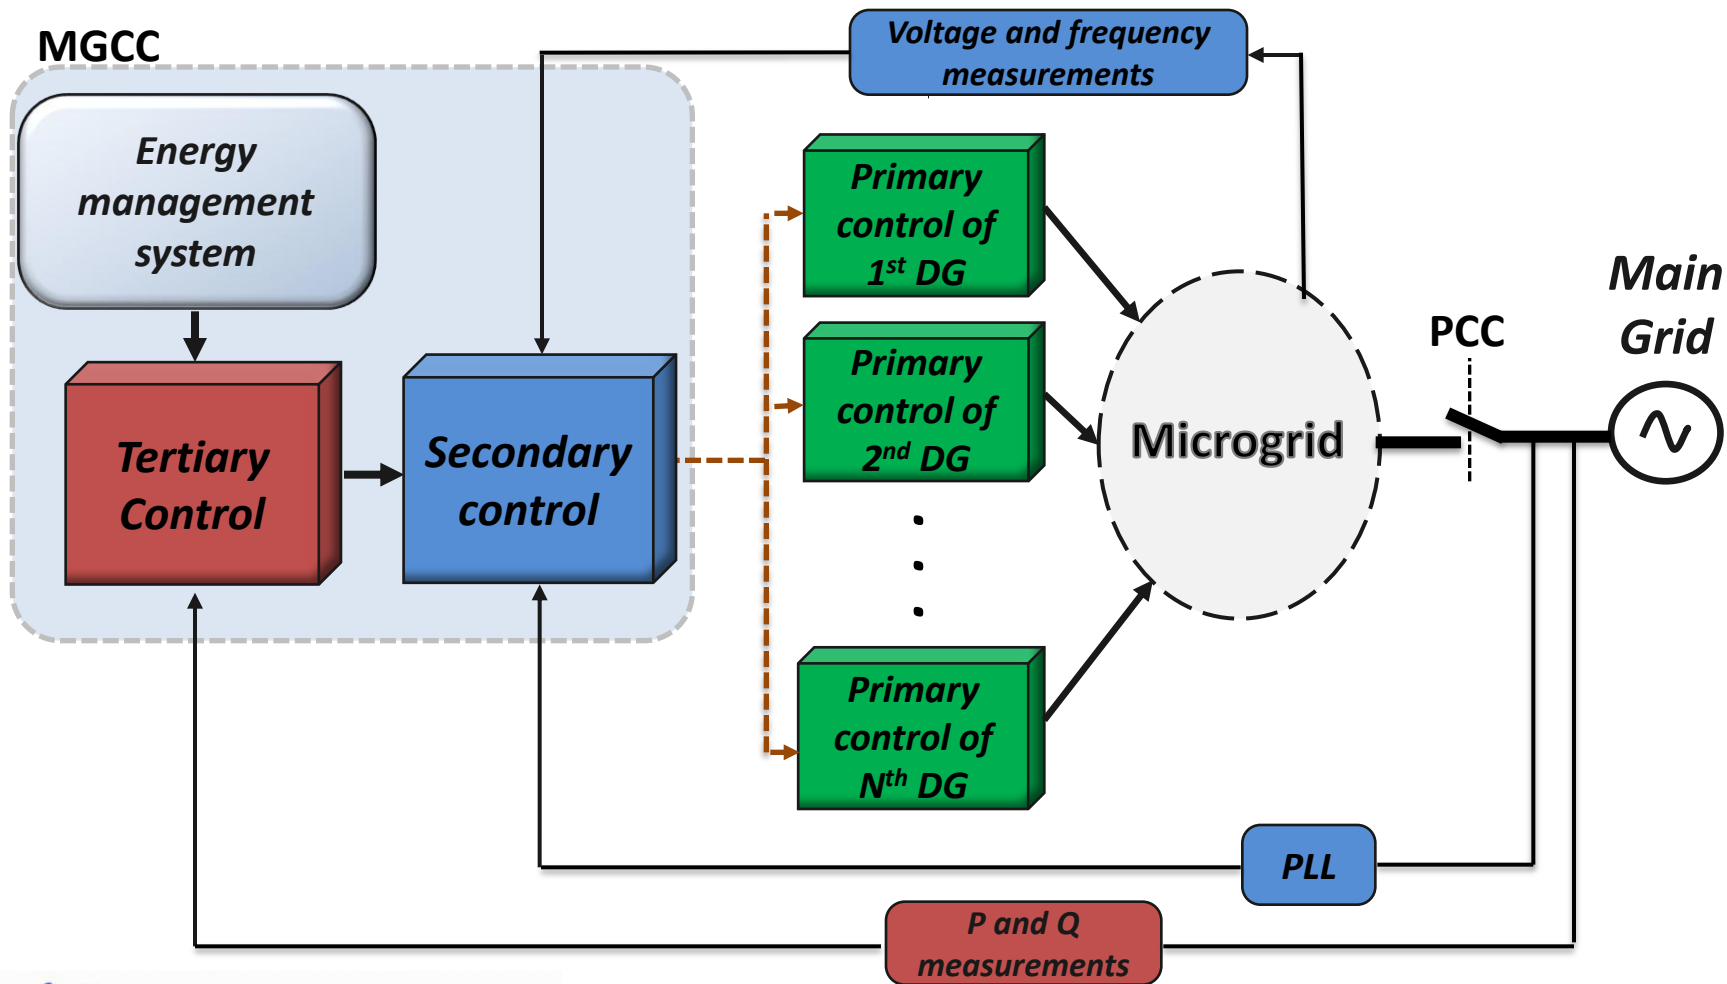 MGCC
Voltage and frequency
measurements
Energy
management
system
Primary
control of
1st DG
Main
Grid
PCC
Primary
control of
2nd DG
Microgrid
Tertiary
Control
Secondary
control
.
.
.
Primary
control of
Nth DG
PLL
P and Q
measurements